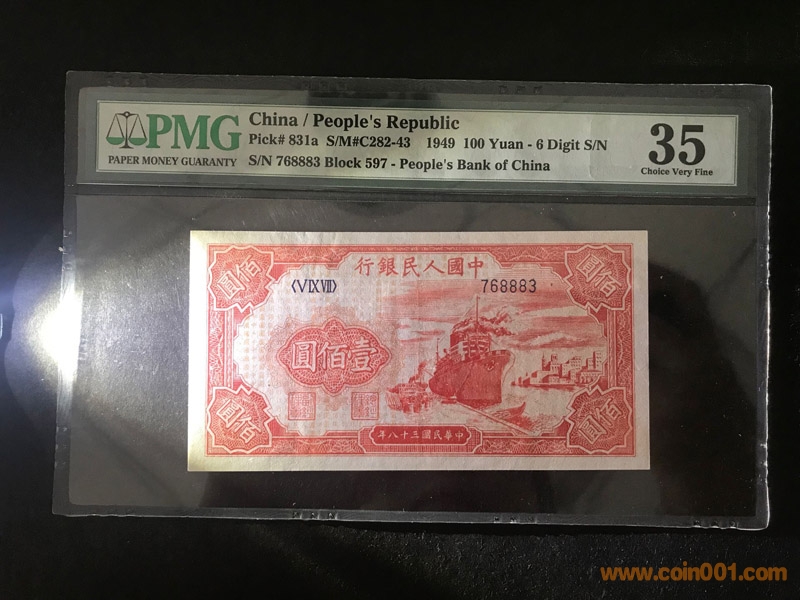 PMG
PAPER MONEY GUARANTY
China / People's Republic
Pick# 831a S/M#C282-43 1949 100 Yuan - 6 Digit S/N
S/N 768883 Block 597 - People's Bank of China
35
Choice Very Fine
行銀民人國中
〈VIXVII〉
768883
圓佰
圓佰
圓佰壹
圓佰
圓佰
年八十三國民華中
www.coin001.com